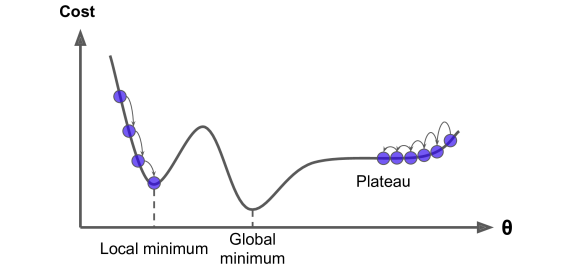 Cost
Plateau
θ
Local minimum
Global
minimum